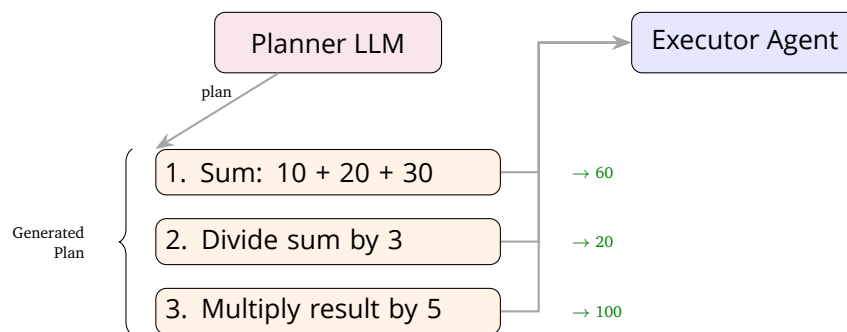 Planner LLM
Executor Agent
plan
1. Sum: 10 + 20 + 30
→ 60
Generated
Plan
2. Divide sum by 3
→ 20
3. Multiply result by 5
→ 100